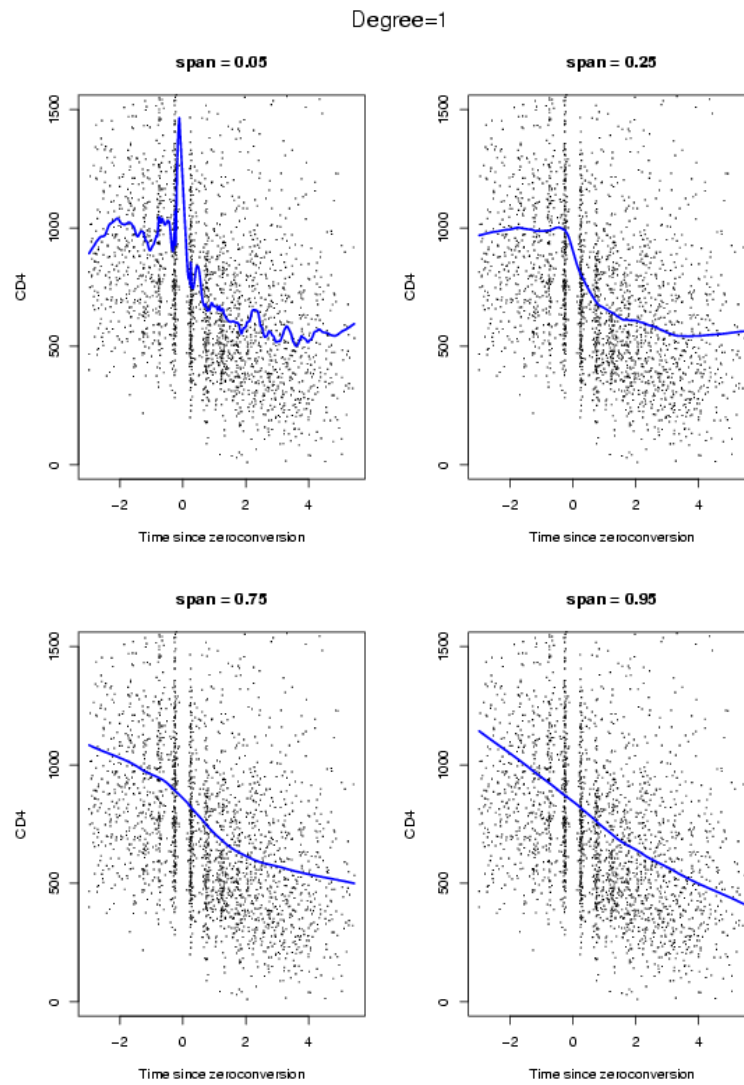 Degree=1
span = 0.05
1500
1000
500
0
CD4
−2 0 2 4
Time since zeroconversion
span = 0.25
1500
1000
500
0
CD4
−2 0 2 4
Time since zeroconversion
span = 0.75
1500
1000
500
0
CD4
−2 0 2 4
Time since zeroconversion
span = 0.95
1500
1000
500
0
CD4
−2 0 2 4
Time since zeroconversion